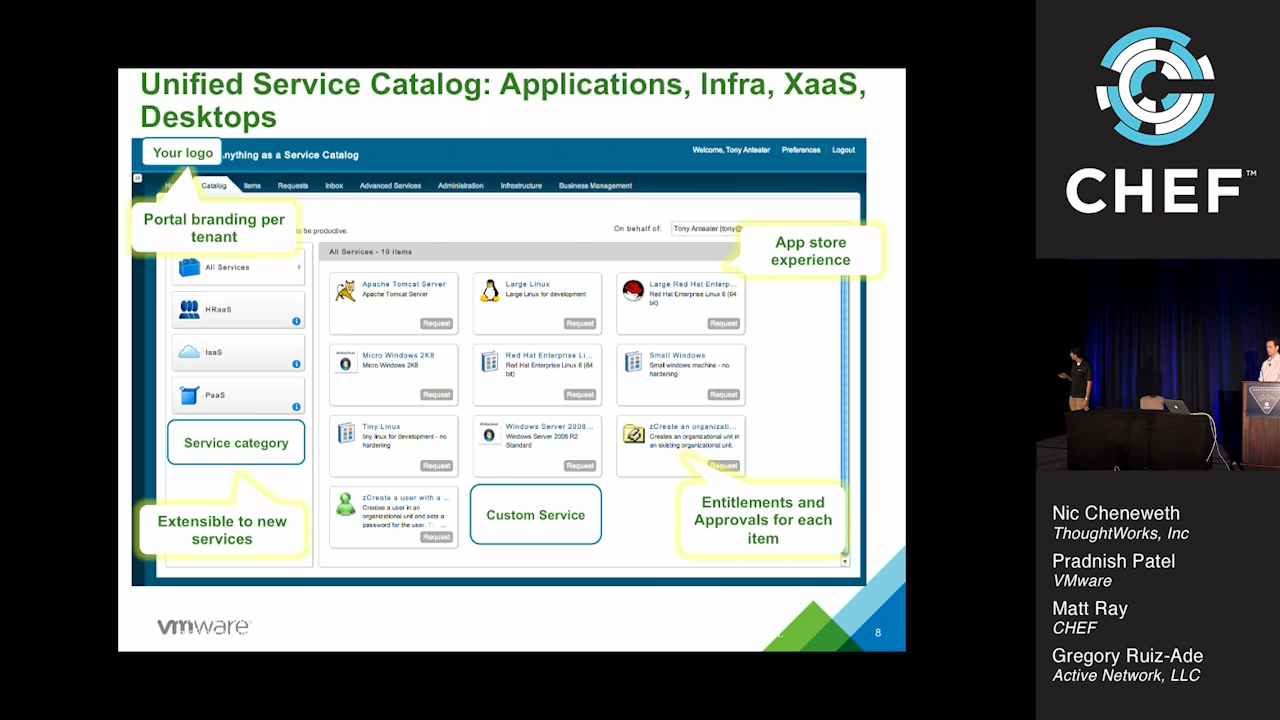 Unified Service Catalog: Applications, Infra, XaaS,
Desktops
Your logo
nything as a Service Catalog
Welcome, Tony Anteater
Preferences
Logout
Catalog
Items
Requests
Inbox
Advanced Services
Administration
Infrastructure
Business Management
Portal branding per
tenant
to be productive.
On behalf of:
Tony Anteater (tony@
App store
experience
All Services - 10 items
All Services
HRaaS
IaaS
PaaS
Service category
Extensible to new
services
Apache Tomcat Server
Apache Tomcat Server
Request
Large Linux
Large Linux for development
Request
Large Red Hat Enterp...
Red Hat Enterprise Linux 6 (64
bit)
Request
Micro Windows 2K8
Micro Windows 2K8
Request
Red Hat Enterprise Li...
Red Hat Enterprise Linux 6 (64
bit)
Request
Small Windows
Small windows machine - no
hardening
Request
Tiny Linux
tiny linux for development - no
hardening
Request
Windows Server 2008...
Windows Server 2008 R2
Standard
Request
zCreate an organizati...
Creates an organizational unit in
an existing organizational unit.
Request
zCreate a user with a ...
Creates a user in an
organizational unit and sets a
password for the user.
Request
Custom Service
Entitlements and
Approvals for each
item
vmware
8
CHEF™
Nic Cheneweth
ThoughtWorks, Inc
Pradnish Patel
VMware
Matt Ray
CHEF
Gregory Ruiz-Ade
Active Network, LLC